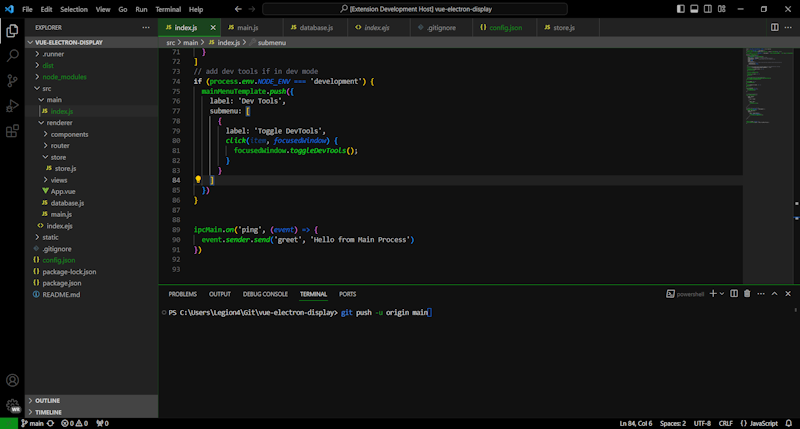 File Edit Selection View Go Run Terminal Help
[Extension Development Host] vue-electron-display
EXPLORER
VUE-ELECTRON-DISPLAY
.runner
dist
node_modules
src
main
index.js
renderer
components
router
store
store.js
views
App.vue
database.js
main.js
index.ejs
static
.gitignore
config.json
package-lock.json
package.json
README.md
OUTLINE
TIMELINE
index.js main.js database.js index.ejs .gitignore config.json store.js
src > main > index.js > submenu
71 }
72 ]
73 // add dev tools if in dev mode
74 if (process.env.NODE_ENV === 'development') {
75 mainMenuTemplate.push({
76 label: 'Dev Tools',
77 submenu: [
78 {
79 label: 'Toggle DevTools',
80 click(item, focusedWindow) {
81 focusedWindow.toggleDevTools();
82 }
83 }
84 ]
85 })
86 }
87
88
89 ipcMain.on('ping', (event) => {
90 event.sender.send('greet', 'Hello from Main Process')
91 })
92
93
PROBLEMS OUTPUT DEBUG CONSOLE TERMINAL PORTS
powershell
PS C:\Users\Legion4\Git\vue-electron-display> git push -u origin main
main 0 0 0 Ln 84, Col 6 Spaces: 2 UTF-8 CRLF {} JavaScript